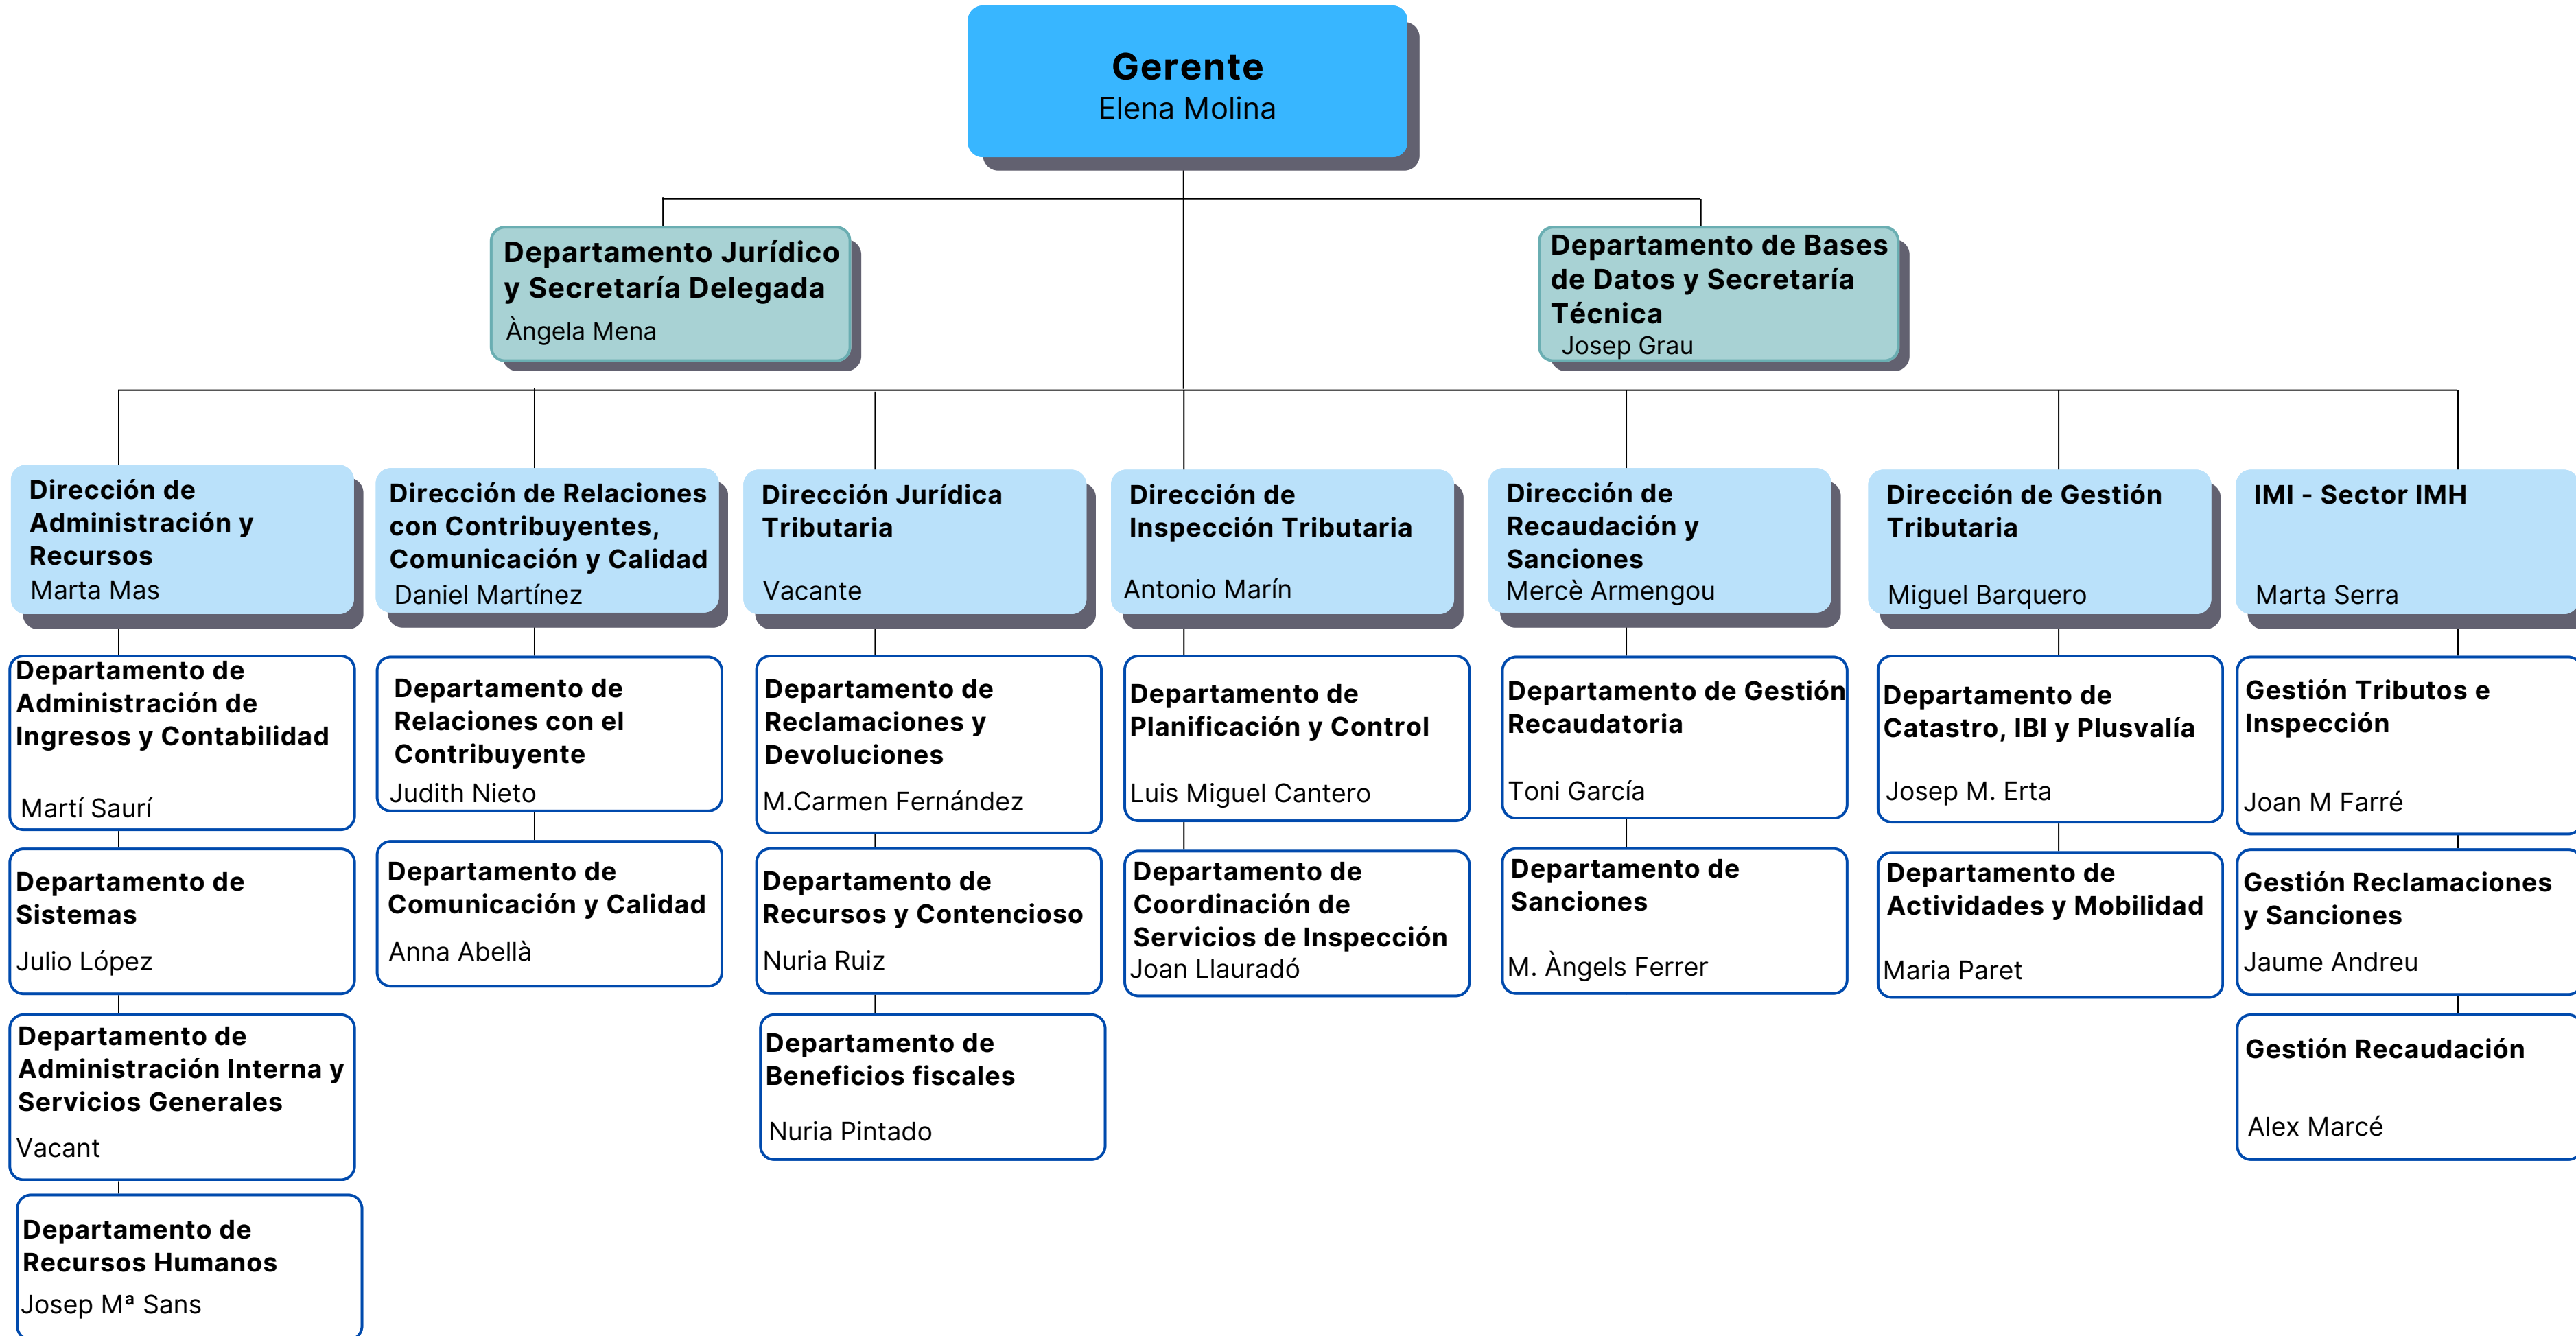 Gerente
Elena Molina
Departamento Jurídico
y Secretaría Delegada
Àngela Mena
Departamento de Bases
de Datos y Secretaría
Técnica
Josep Grau
Dirección de
Administración y
Recursos
Marta Mas
Dirección de Relaciones
con Contribuyentes,
Comunicación y Calidad
Daniel Martínez
Dirección Jurídica
Tributaria
Vacante
Dirección de
Inspección Tributaria
Antonio Marín
Dirección de
Recaudación y
Sanciones
Mercè Armengou
Dirección de Gestión
Tributaria
Miguel Barquero
IMI - Sector IMH
Marta Serra
Departamento de
Administración de
Ingresos y Contabilidad
Martí Saurí
Departamento de
Relaciones con el
Contribuyente
Judith Nieto
Departamento de
Reclamaciones y
Devoluciones
M.Carmen Fernández
Departamento de
Planificación y Control
Luis Miguel Cantero
Departamento de Gestión
Recaudatoria
Toni García
Departamento de
Catastro, IBI y Plusvalía
Josep M. Erta
Gestión Tributos e
Inspección
Joan M Farré
Departamento de
Sistemas
Julio López
Departamento de
Comunicación y Calidad
Anna Abellà
Departamento de
Recursos y Contencioso
Nuria Ruiz
Departamento de
Coordinación de
Servicios de Inspección
Joan Llauradó
Departamento de
Sanciones
M. Àngels Ferrer
Departamento de
Actividades y Mobilidad
Maria Paret
Gestión Reclamaciones
y Sanciones
Jaume Andreu
Departamento de
Administración Interna y
Servicios Generales
Vacant
Departamento de
Beneficios fiscales
Nuria Pintado
Gestión Recaudación
Alex Marcé
Departamento de
Recursos Humanos
Josep Mª Sans